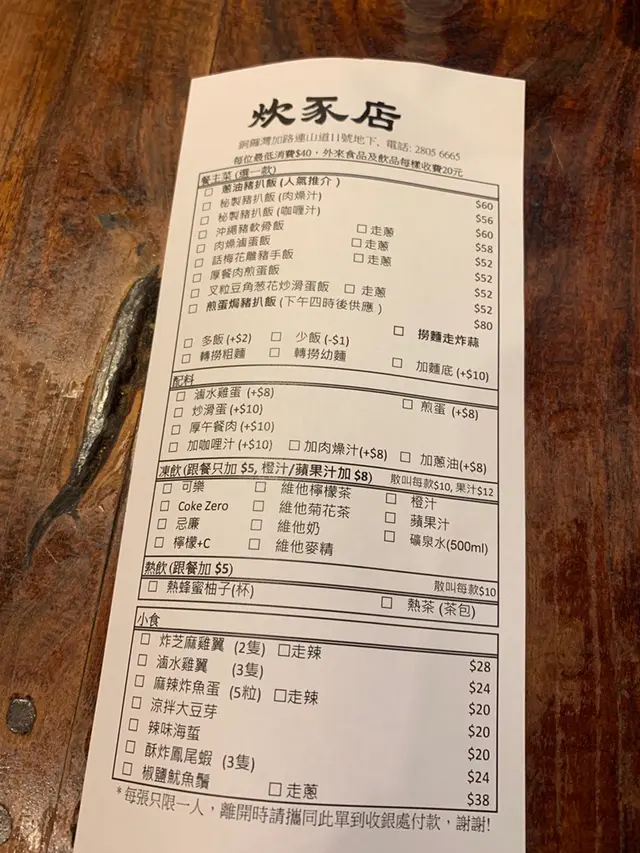 炊豕店
銅鑼灣加路連山道11號地下, 電話: 2805 6665
每位最低消費$40，外來食品及飲品每樣收費20元
餐主菜 (選一款)
□ 蔥油豬扒飯 (人氣推介) $60
□ 秘製豬扒飯 (肉燥汁) $56
□ 秘製豬扒飯 (咖喱汁) $60
□ 沖繩豬軟骨飯 □ 走蔥 $58
□ 肉燥滷蛋飯 □ 走蔥 $52
□ 話梅花雕豬手飯 □ 走蔥 $52
□ 厚餐肉煎蛋飯 $52
□ 叉粒豆角葱花炒滑蛋飯 □ 走蔥 $52
□ 煎蛋焗豬扒飯 (下午四時後供應) $80
□ 多飯 (+$2) □ 少飯 (-$1) □ 撈麵走炸蒜
□ 轉撈粗麵 □ 轉撈幼麵 □ 加麵底 (+$10)
配料
□ 滷水雞蛋 (+$8) □ 煎蛋 (+$8)
□ 炒滑蛋 (+$10)
□ 厚午餐肉 (+$10)
□ 加咖哩汁 (+$10) □ 加肉燥汁(+$8) □ 加蔥油(+$8)
凍飲 (跟餐只加 $5, 橙汁/蘋果汁加 $8) 散叫每款$10, 果汁$12
□ 可樂 □ 維他檸檬茶 □ 橙汁
□ Coke Zero □ 維他菊花茶 □ 蘋果汁
□ 忌廉 □ 維他奶 □ 礦泉水(500ml)
□ 檸檬+C □ 維他麥精
熱飲 (跟餐加 $5) 散叫每款$10
□ 熱蜂蜜柚子(杯) □ 熱茶 (茶包)
小食
□ 炸芝麻雞翼 (2隻) □走辣 $28
□ 滷水雞翼 (3隻) $24
□ 麻辣炸魚蛋 (5粒) □走辣 $20
□ 涼拌大豆芽 $20
□ 辣味海蜇 $20
□ 酥炸鳳尾蝦 (3隻) $24
□ 椒鹽魷魚鬚 □ 走蔥 $38
*每張只限一人，離開時請攜同此單到收銀處付款，謝謝!